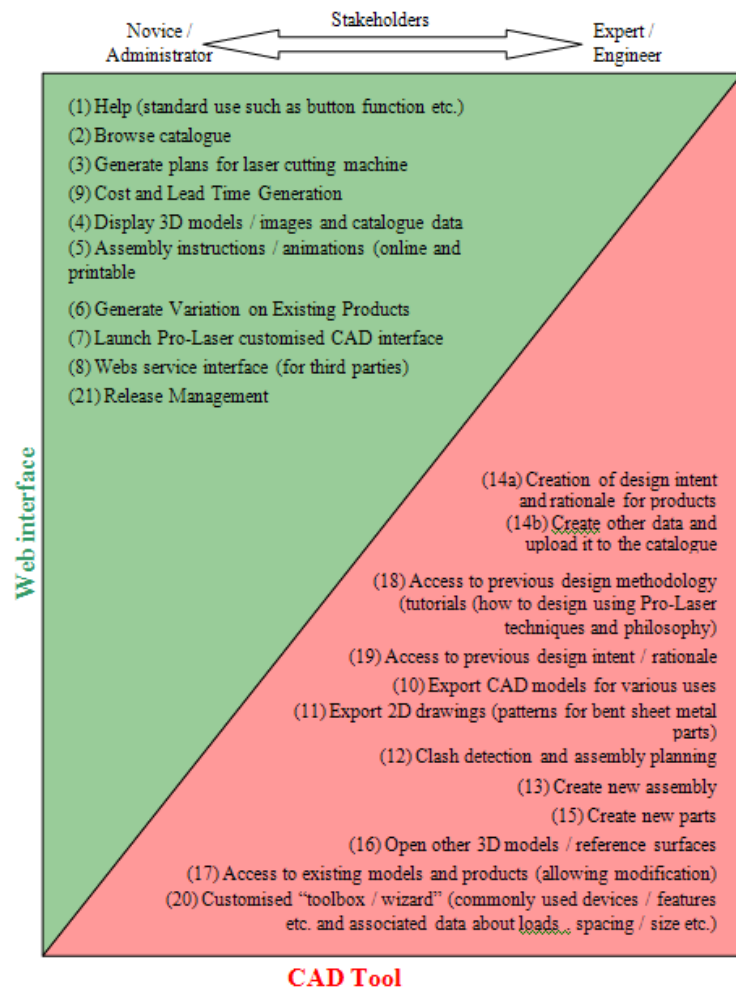 Stakeholders
Novice /
Administrator
Expert /
Engineer
(1) Help (standard use such as button function etc.)
(2) Browse catalogue
(3) Generate plans for laser cutting machine
(9) Cost and Lead Time Generation
(4) Display 3D models / images and catalogue data
(5) Assembly instructions / animations (online and
printable
(6) Generate Variation on Existing Products
(7) Launch Pro-Laser customised CAD interface
(8) Webs service interface (for third parties)
(21) Release Management
Web interface
(14a) Creation of design intent
and rationale for products
(14b) Create other data and
upload it to the catalogue
(18) Access to previous design methodology
(tutorials (how to design using Pro-Laser
techniques and philosophy)
(19) Access to previous design intent / rationale
(10) Export CAD models for various uses
(11) Export 2D drawings (patterns for bent sheet metal
parts)
(12) Clash detection and assembly planning
(13) Create new assembly
(15) Create new parts
(16) Open other 3D models / reference surfaces
(17) Access to existing models and products (allowing modification)
(20) Customised “toolbox / wizard” (commonly used devices / features
etc. and associated data about loads , spacing / size etc.)
CAD Tool